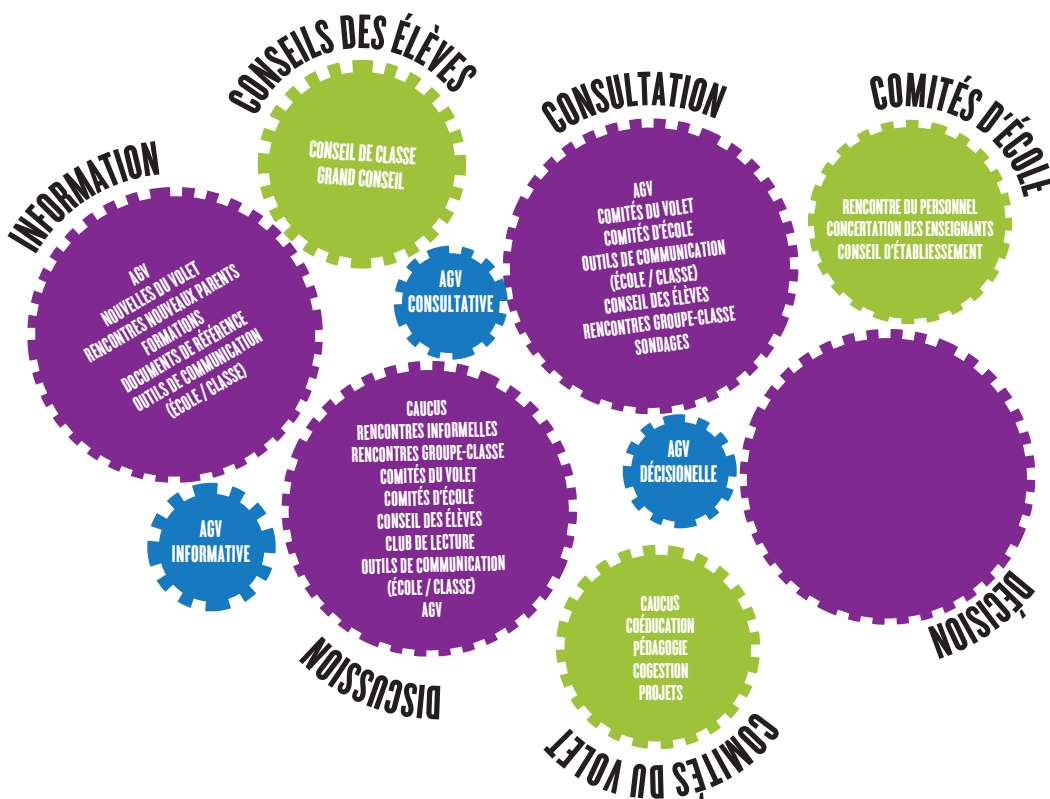 CONSEILS DES ÉLÈVES
CONSEIL DE CLASSE
GRAND CONSEIL
CONSULTATION
AGV
COMITÉS DU VOLET
COMITÉS D'ÉCOLE
OUTILS DE COMMUNICATION
(ÉCOLE / CLASSE)
CONSEIL DES ÉLÈVES
RENCONTRES GROUPE-CLASSE
SONDAGES
COMITÉS D'ÉCOLE
RENCONTRE DU PERSONNEL
CONCERTATION DES ENSEIGNANTS
CONSEIL D'ÉTABLIESSEMENT
INFORMATION
AGV
NOUVELLES DU VOLET
RENCONTRES NOUVEAUX PARENTS
FORMATIONS
DOCUMENTS DE RÉFÉRENCE
OUTILS DE COMMUNICATION
(ÉCOLE / CLASSE)
AGV
CONSULTATIVE
CAUCUS
RENCONTRES INFORMELLES
RENCONTRES GROUPE-CLASSE
COMITÉS DU VOLET
COMITÉS D'ÉCOLE
CONSEIL DES ÉLÈVES
CLUB DE LECTURE
OUTILS DE COMMUNICATION
(ÉCOLE / CLASSE)
AGV
DISCUSSION
AGV
DÉCISIONELLE
AGV
INFORMATIVE
DÉCISION
CAUCUS
COÉDUCATION
PÉDAGOGIE
COGESTION
PROJETS
COMITÉS DU VOLET